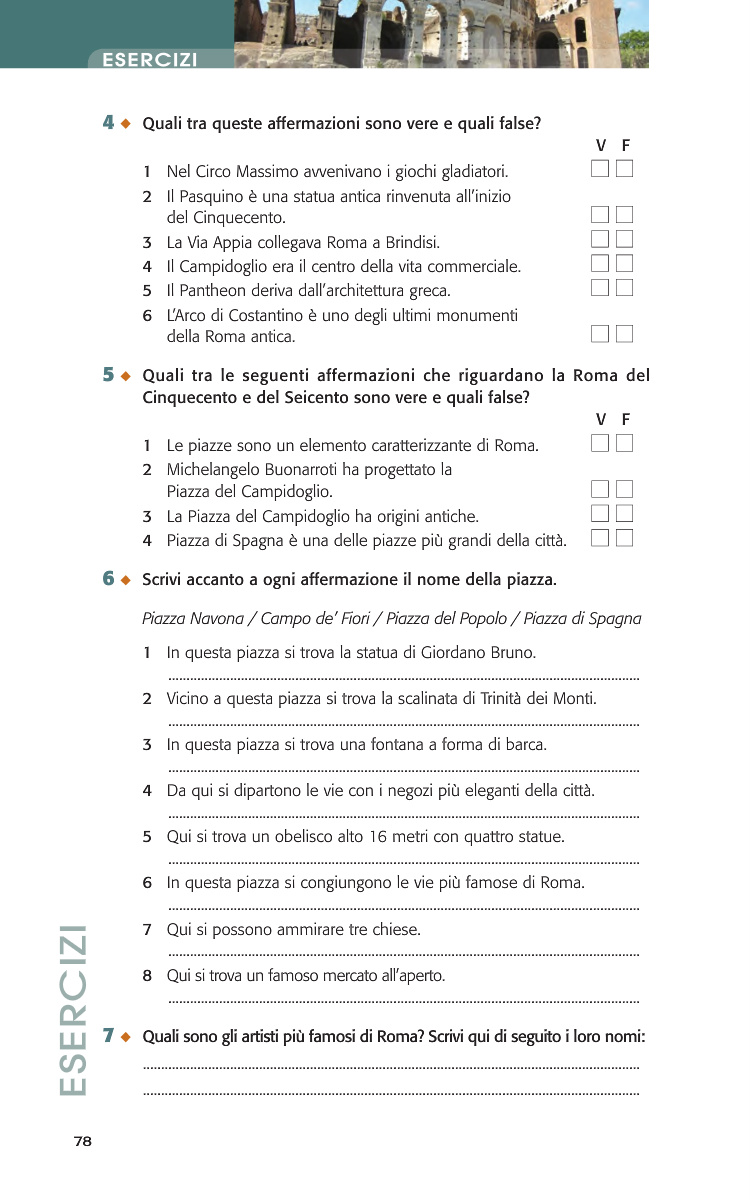 ESERCIZI
4 ◆ Quali tra queste affermazioni sono vere e quali false?
V F
1 Nel Circo Massimo avvenivano i giochi gladiatori.
2 Il Pasquino è una statua antica rinvenuta all’inizio
del Cinquecento.
3 La Via Appia collegava Roma a Brindisi.
4 Il Campidoglio era il centro della vita commerciale.
5 Il Pantheon deriva dall’architettura greca.
6 L’Arco di Costantino è uno degli ultimi monumenti
della Roma antica.
5 ◆ Quali tra le seguenti affermazioni che riguardano la Roma del
Cinquecento e del Seicento sono vere e quali false?
V F
1 Le piazze sono un elemento caratterizzante di Roma.
2 Michelangelo Buonarroti ha progettato la
Piazza del Campidoglio.
3 La Piazza del Campidoglio ha origini antiche.
4 Piazza di Spagna è una delle piazze più grandi della città.
6 ◆ Scrivi accanto a ogni affermazione il nome della piazza.
Piazza Navona / Campo de’ Fiori / Piazza del Popolo / Piazza di Spagna
1 In questa piazza si trova la statua di Giordano Bruno.
2 Vicino a questa piazza si trova la scalinata di Trinità dei Monti.
3 In questa piazza si trova una fontana a forma di barca.
4 Da qui si dipartono le vie con i negozi più eleganti della città.
5 Qui si trova un obelisco alto 16 metri con quattro statue.
6 In questa piazza si congiungono le vie più famose di Roma.
7 Qui si possono ammirare tre chiese.
8 Qui si trova un famoso mercato all’aperto.
7 ◆ Quali sono gli artisti più famosi di Roma? Scrivi qui di seguito i loro nomi:
ESERCIZI
78